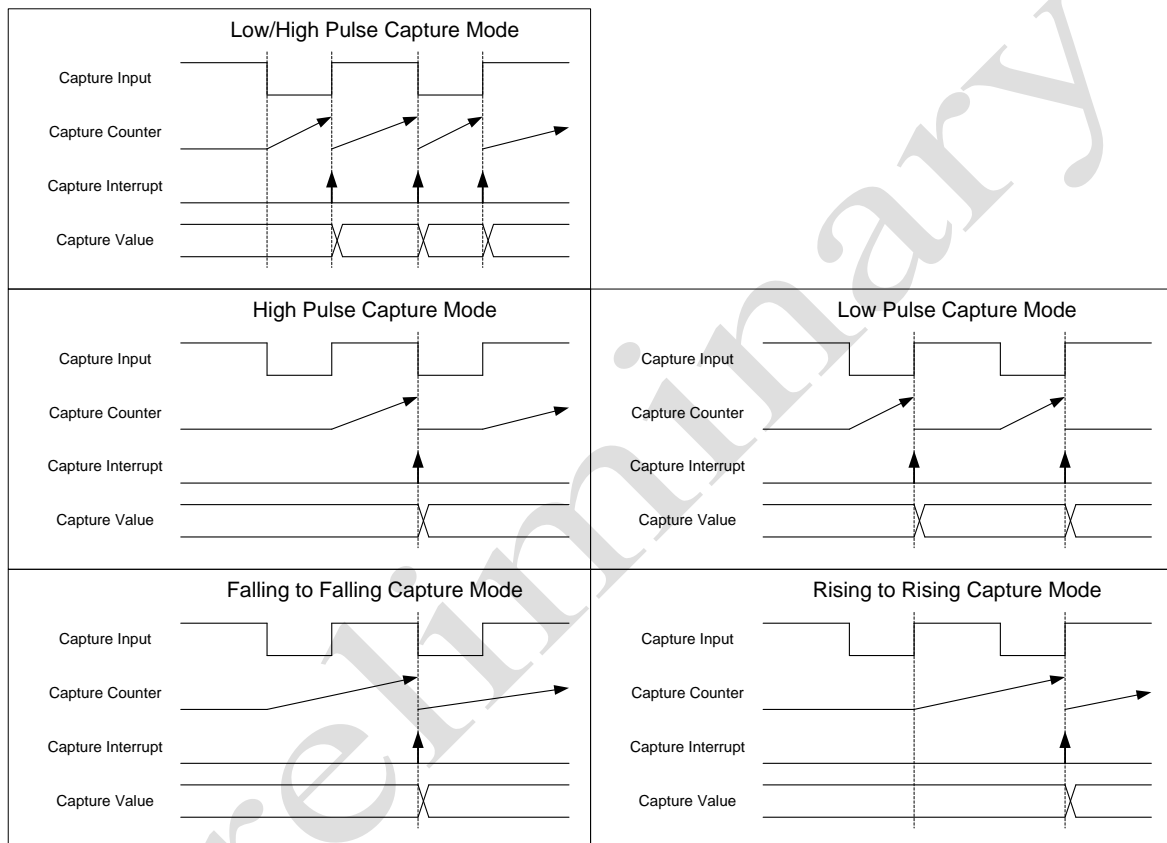 Low/High Pulse Capture Mode
Capture Input
Capture Counter
Capture Interrupt
Capture Value
High Pulse Capture Mode
Capture Input
Capture Counter
Capture Interrupt
Capture Value
Low Pulse Capture Mode
Capture Input
Capture Counter
Capture Interrupt
Capture Value
Falling to Falling Capture Mode
Capture Input
Capture Counter
Capture Interrupt
Capture Value
Rising to Rising Capture Mode
Capture Input
Capture Counter
Capture Interrupt
Capture Value
reliminary